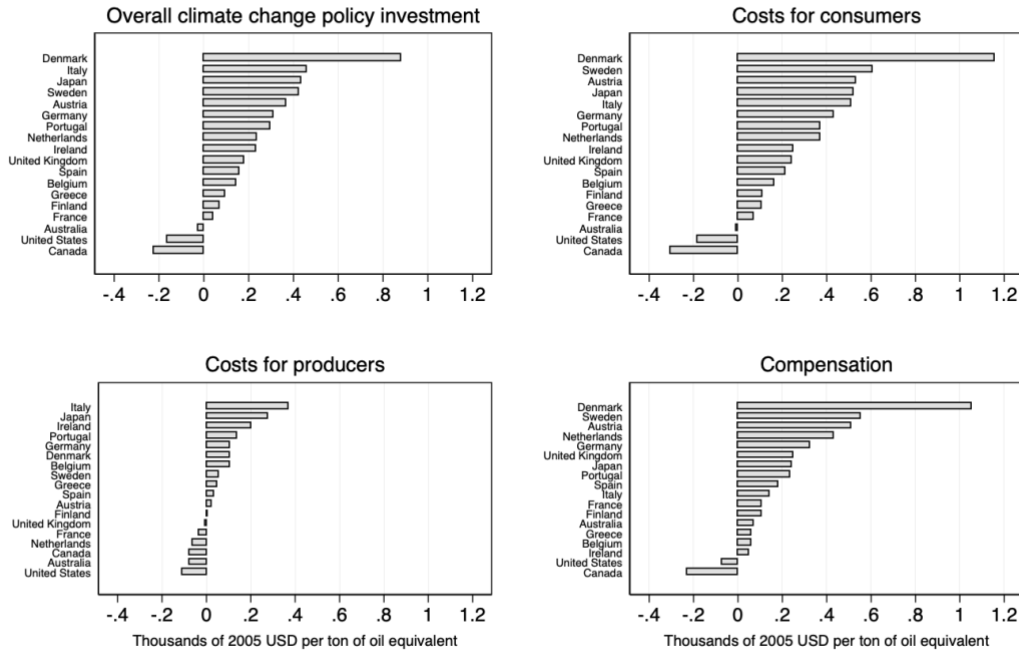 Overall climate change policy investment
Denmark
Italy
Japan
Sweden
Austria
Germany
Portugal
Netherlands
Ireland
United Kingdom
Spain
Belgium
Greece
Finland
France
Australia
United States
Canada
-.4 -.2 0 .2 .4 .6 .8 1 1.2
Costs for consumers
Denmark
Sweden
Austria
Japan
Italy
Germany
Portugal
Netherlands
Ireland
United Kingdom
Spain
Belgium
Finland
Greece
France
Australia
United States
Canada
-.4 -.2 0 .2 .4 .6 .8 1 1.2
Costs for producers
Italy
Japan
Ireland
Portugal
Germany
Denmark
Belgium
Sweden
Greece
Spain
Austria
Finland
United Kingdom
France
Netherlands
Canada
Australia
United States
-.4 -.2 0 .2 .4 .6 .8 1 1.2
Thousands of 2005 USD per ton of oil equivalent
Compensation
Denmark
Sweden
Austria
Netherlands
Germany
United Kingdom
Japan
Portugal
Spain
Italy
France
Finland
Australia
Greece
Belgium
Ireland
United States
Canada
-.4 -.2 0 .2 .4 .6 .8 1 1.2
Thousands of 2005 USD per ton of oil equivalent